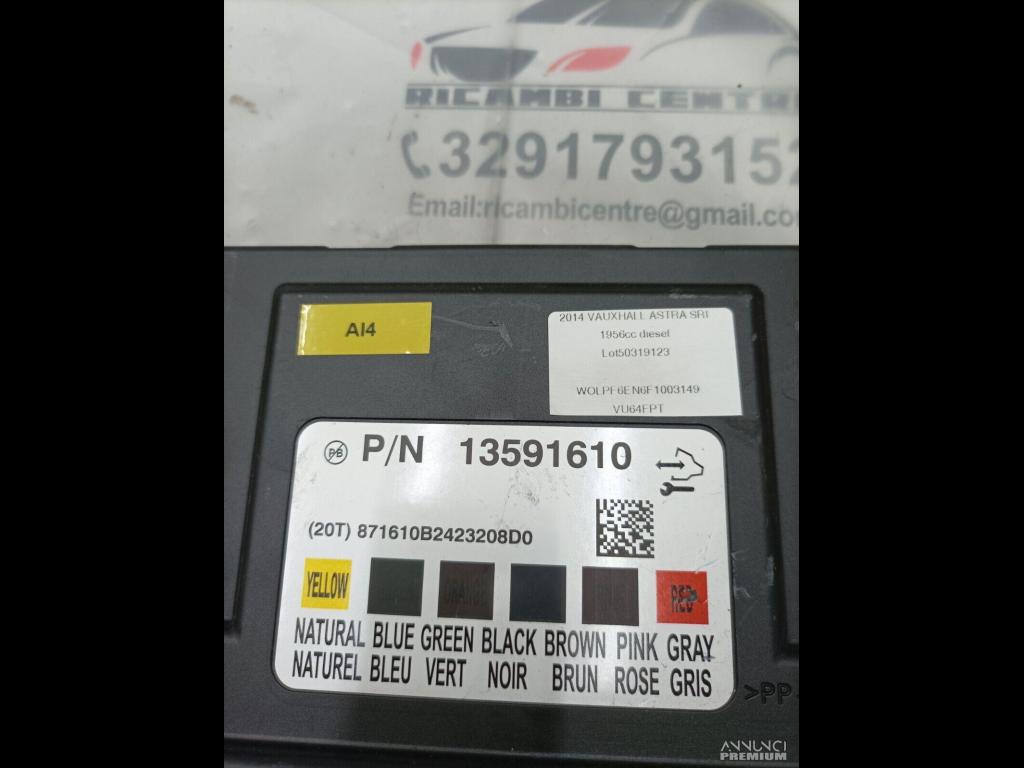 RICAMBI CENTR
3291793152
Email:ricambicentre@gmail.co
AI4
2014 VAUXHALL ASTRA SRI
1956cc diesel
Lot50319123
WOLPF6EN6F1003149
VU64FPT
PB P/N 13591610
(20T) 871610B2423208D0
YELLOW ORANGE RED
NATURAL BLUE GREEN BLACK BROWN PINK GRAY
NATUREL BLEU VERT NOIR BRUN ROSE GRIS
>PP
ANNUNCI
PREMIUM